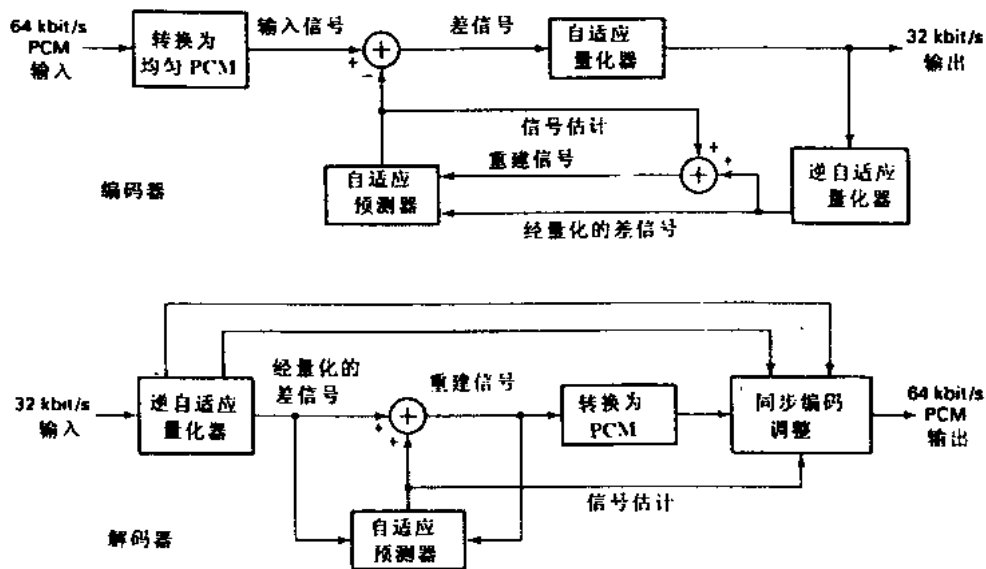 64 kbit/s
PCM
输入
转换为
均匀 PCM
输入信号
+
+
−
差信号
自适应
量化器
32 kbit/s
输出
信号估计
重建信号
+
+
+
逆自适应
量化器
自适应
预测器
编码器
经量化的差信号
经量化的
差信号
重建信号
32 kbit/s
输入
逆自适应
量化器
+
+
+
转换为
PCM
同步编码
调整
64 kbit/s
PCM
输出
信号估计
自适应
预测器
解码器